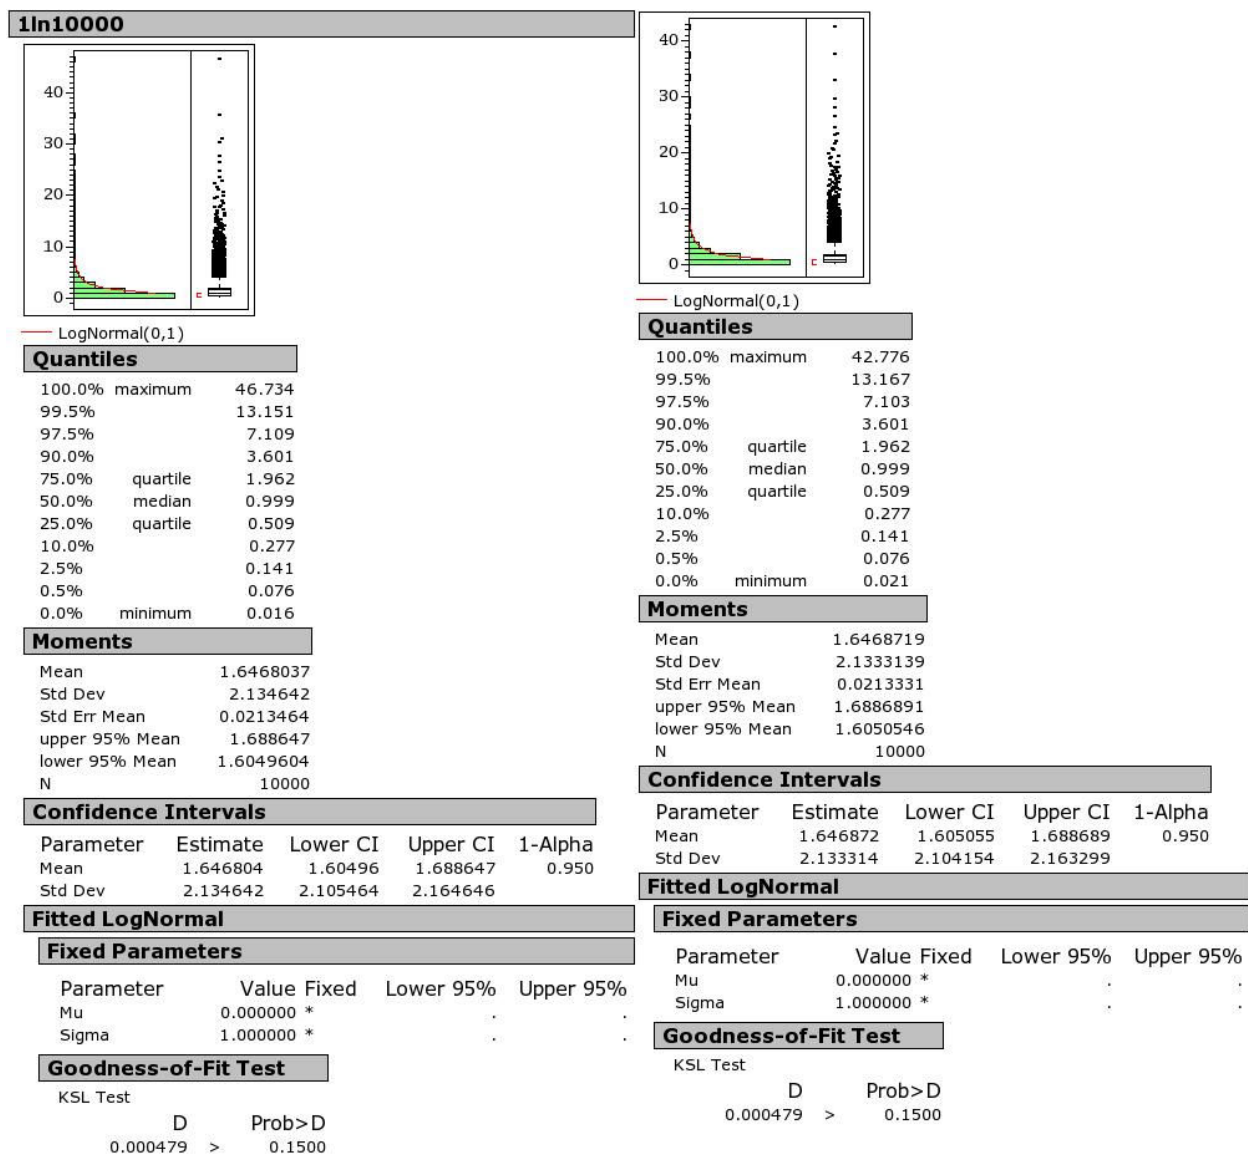 1ln10000
40
30
20
10
0
LogNormal(0,1)
Quantiles
100.0% maximum 46.734
99.5% 13.151
97.5% 7.109
90.0% 3.601
75.0% quartile 1.962
50.0% median 0.999
25.0% quartile 0.509
10.0% 0.277
2.5% 0.141
0.5% 0.076
0.0% minimum 0.016
Moments
Mean 1.6468037
Std Dev 2.134642
Std Err Mean 0.0213464
upper 95% Mean 1.688647
lower 95% Mean 1.6049604
N 10000
Confidence Intervals
Parameter Estimate Lower CI Upper CI 1-Alpha
Mean 1.646804 1.60496 1.688647 0.950
Std Dev 2.134642 2.105464 2.164646
Fitted LogNormal
Fixed Parameters
Parameter Value Fixed Lower 95% Upper 95%
Mu 0.000000 * . .
Sigma 1.000000 * . .
Goodness-of-Fit Test
KSL Test
D Prob>D
0.000479 > 0.1500
40
30
20
10
0
LogNormal(0,1)
Quantiles
100.0% maximum 42.776
99.5% 13.167
97.5% 7.103
90.0% 3.601
75.0% quartile 1.962
50.0% median 0.999
25.0% quartile 0.509
10.0% 0.277
2.5% 0.141
0.5% 0.076
0.0% minimum 0.021
Moments
Mean 1.6468719
Std Dev 2.1333139
Std Err Mean 0.0213331
upper 95% Mean 1.6886891
lower 95% Mean 1.6050546
N 10000
Confidence Intervals
Parameter Estimate Lower CI Upper CI 1-Alpha
Mean 1.646872 1.605055 1.688689 0.950
Std Dev 2.133314 2.104154 2.163299
Fitted LogNormal
Fixed Parameters
Parameter Value Fixed Lower 95% Upper 95%
Mu 0.000000 * . .
Sigma 1.000000 * . .
Goodness-of-Fit Test
KSL Test
D Prob>D
0.000479 > 0.1500